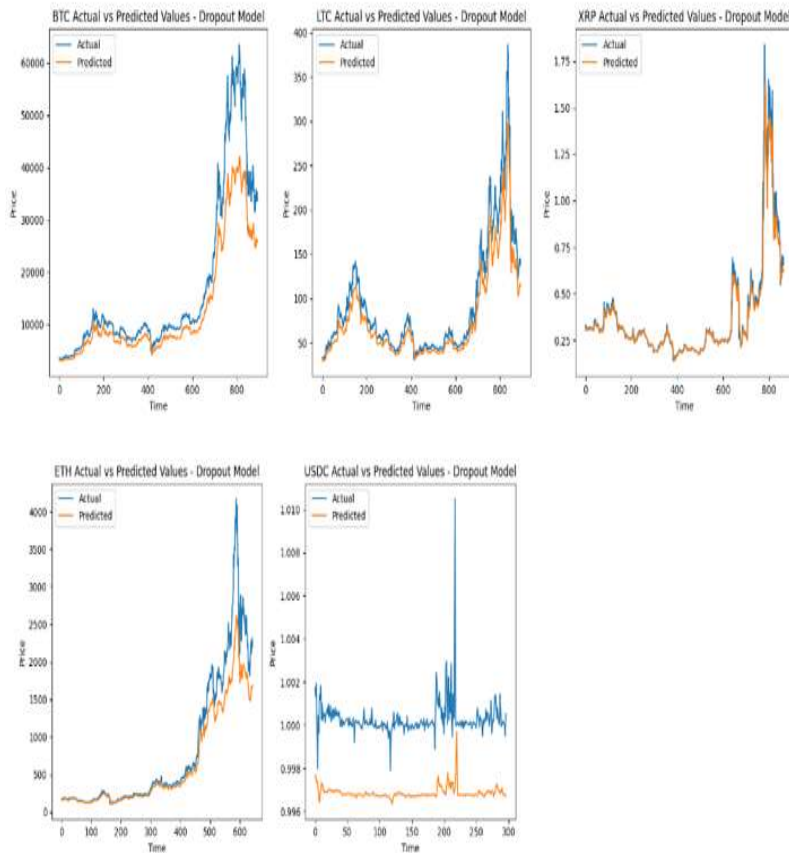 BTC Actual vs Predicted Values - Dropout Model
Actual
Predicted
60000
50000
40000
30000
20000
10000
Price
0 200 400 600 800
Time
LTC Actual vs Predicted Values - Dropout Model
Actual
Predicted
400
350
300
250
200
150
100
50
Price
0 200 400 600 800
Time
XRP Actual vs Predicted Values - Dropout Model
Actual
Predicted
1.75
1.50
1.25
1.00
0.75
0.50
0.25
Price
0 200 400 600 800
Time
ETH Actual vs Predicted Values - Dropout Model
Actual
Predicted
4000
3500
3000
2500
2000
1500
1000
500
0
Price
0 100 200 300 400 500 600
Time
USDC Actual vs Predicted Values - Dropout Model
Actual
Predicted
1.010
1.008
1.006
1.004
1.002
1.000
0.998
0.996
Price
0 50 100 150 200 250 300
Time